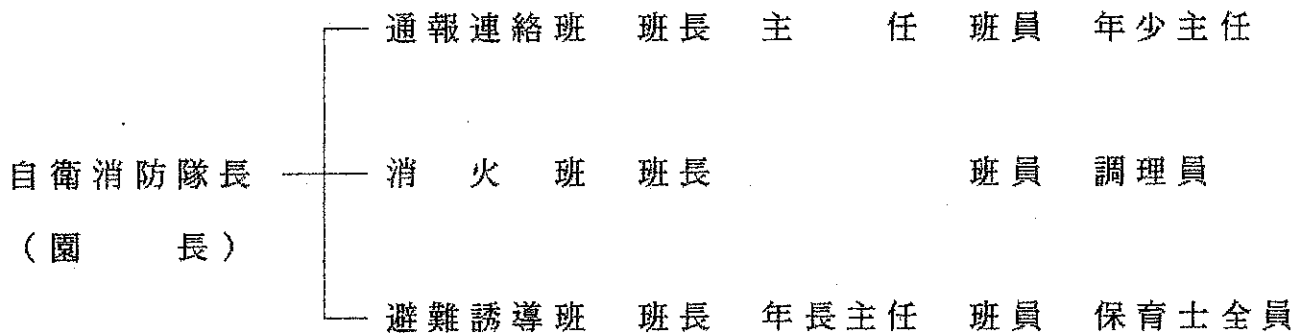 通報連絡班 班長 主任 班員 年少主任
自衛消防隊長 消火班 班長 班員 調理員
（園長）
避難誘導班 班長 年長主任 班員 保育士全員